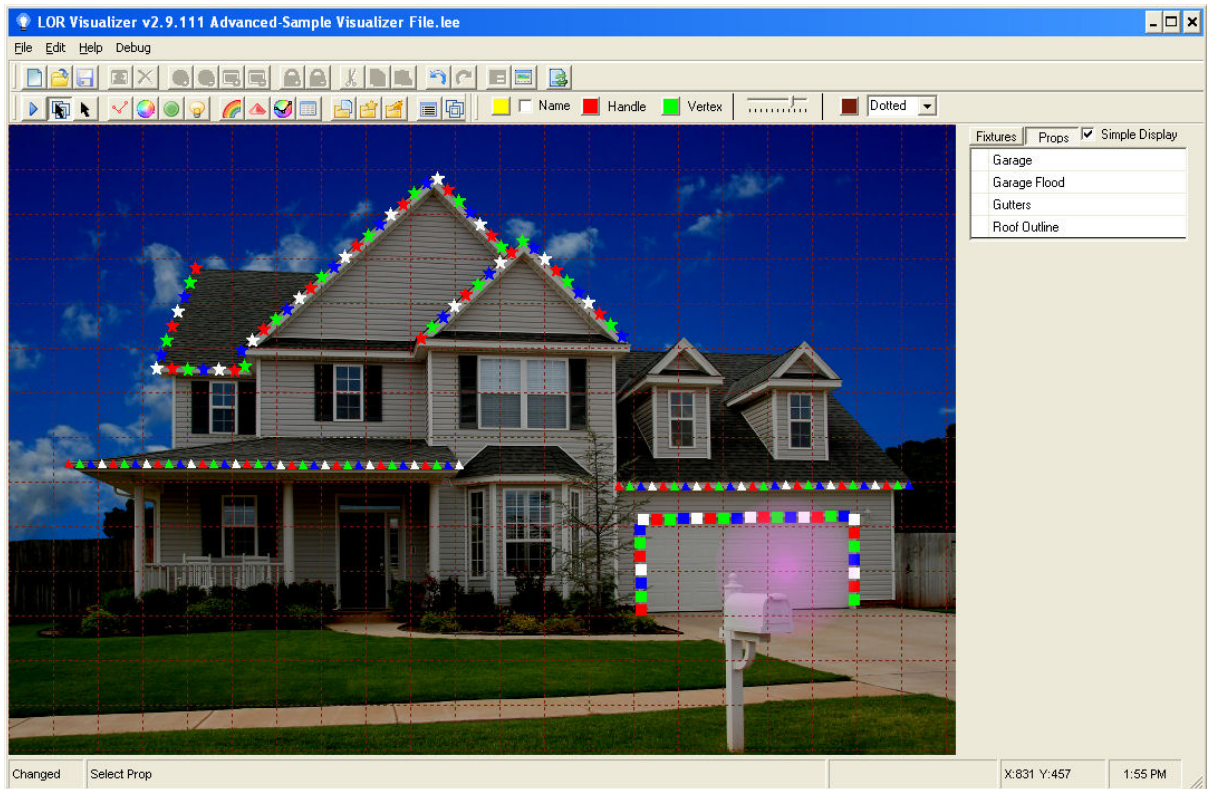 LOR Visualizer v2.9.111 Advanced-Sample Visualizer File.lee
File Edit Help Debug
Name Handle Vertex Dotted
Fixtures Props Simple Display
Garage
Garage Flood
Gutters
Roof Outline
Changed Select Prop X:831 Y:457 1:55 PM